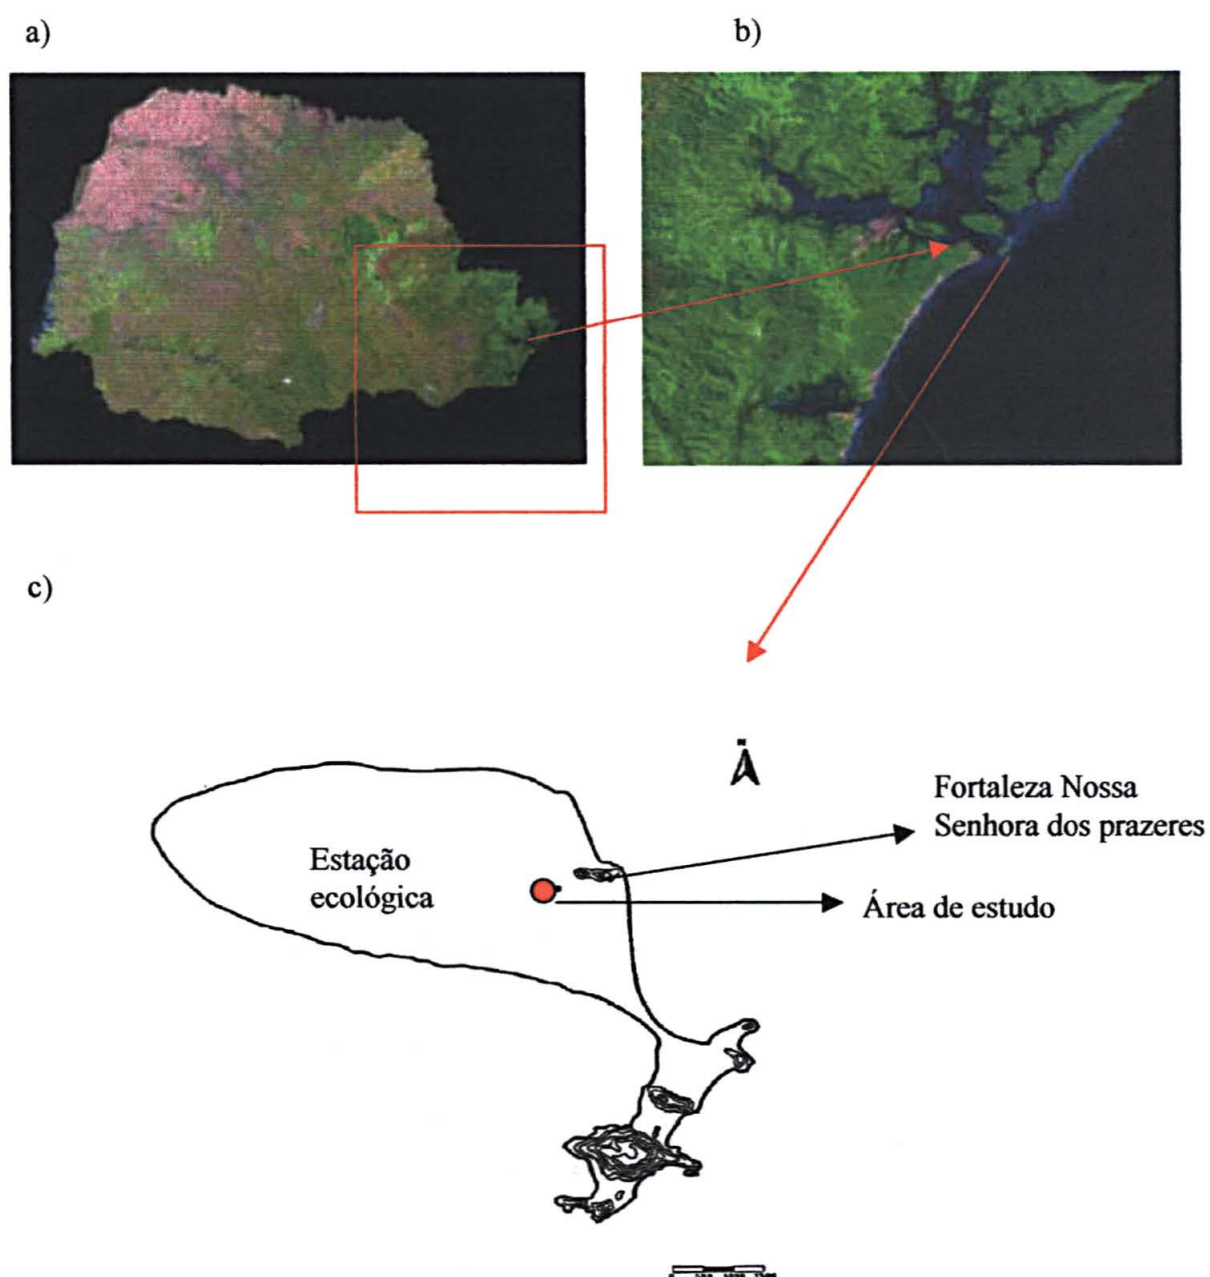 a)
b)
c)
Fortaleza Nossa
Senhora dos prazeres
Estação
ecológica
Área de estudo